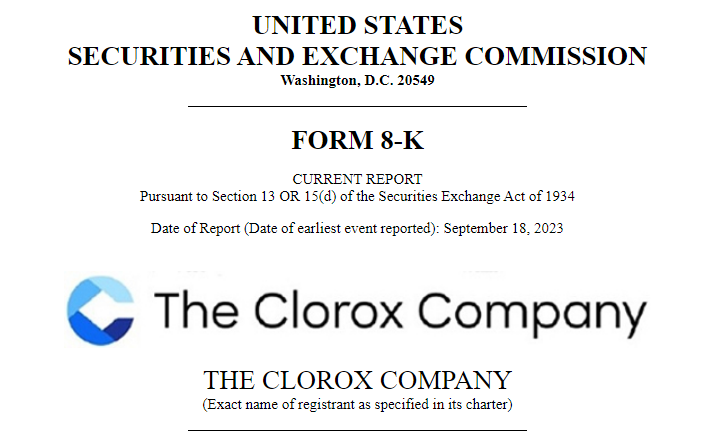 UNITED STATES
SECURITIES AND EXCHANGE COMMISSION
Washington, D.C. 20549
FORM 8-K
CURRENT REPORT
Pursuant to Section 13 OR 15(d) of the Securities Exchange Act of 1934
Date of Report (Date of earliest event reported): September 18, 2023
The Clorox Company
THE CLOROX COMPANY
(Exact name of registrant as specified in its charter)